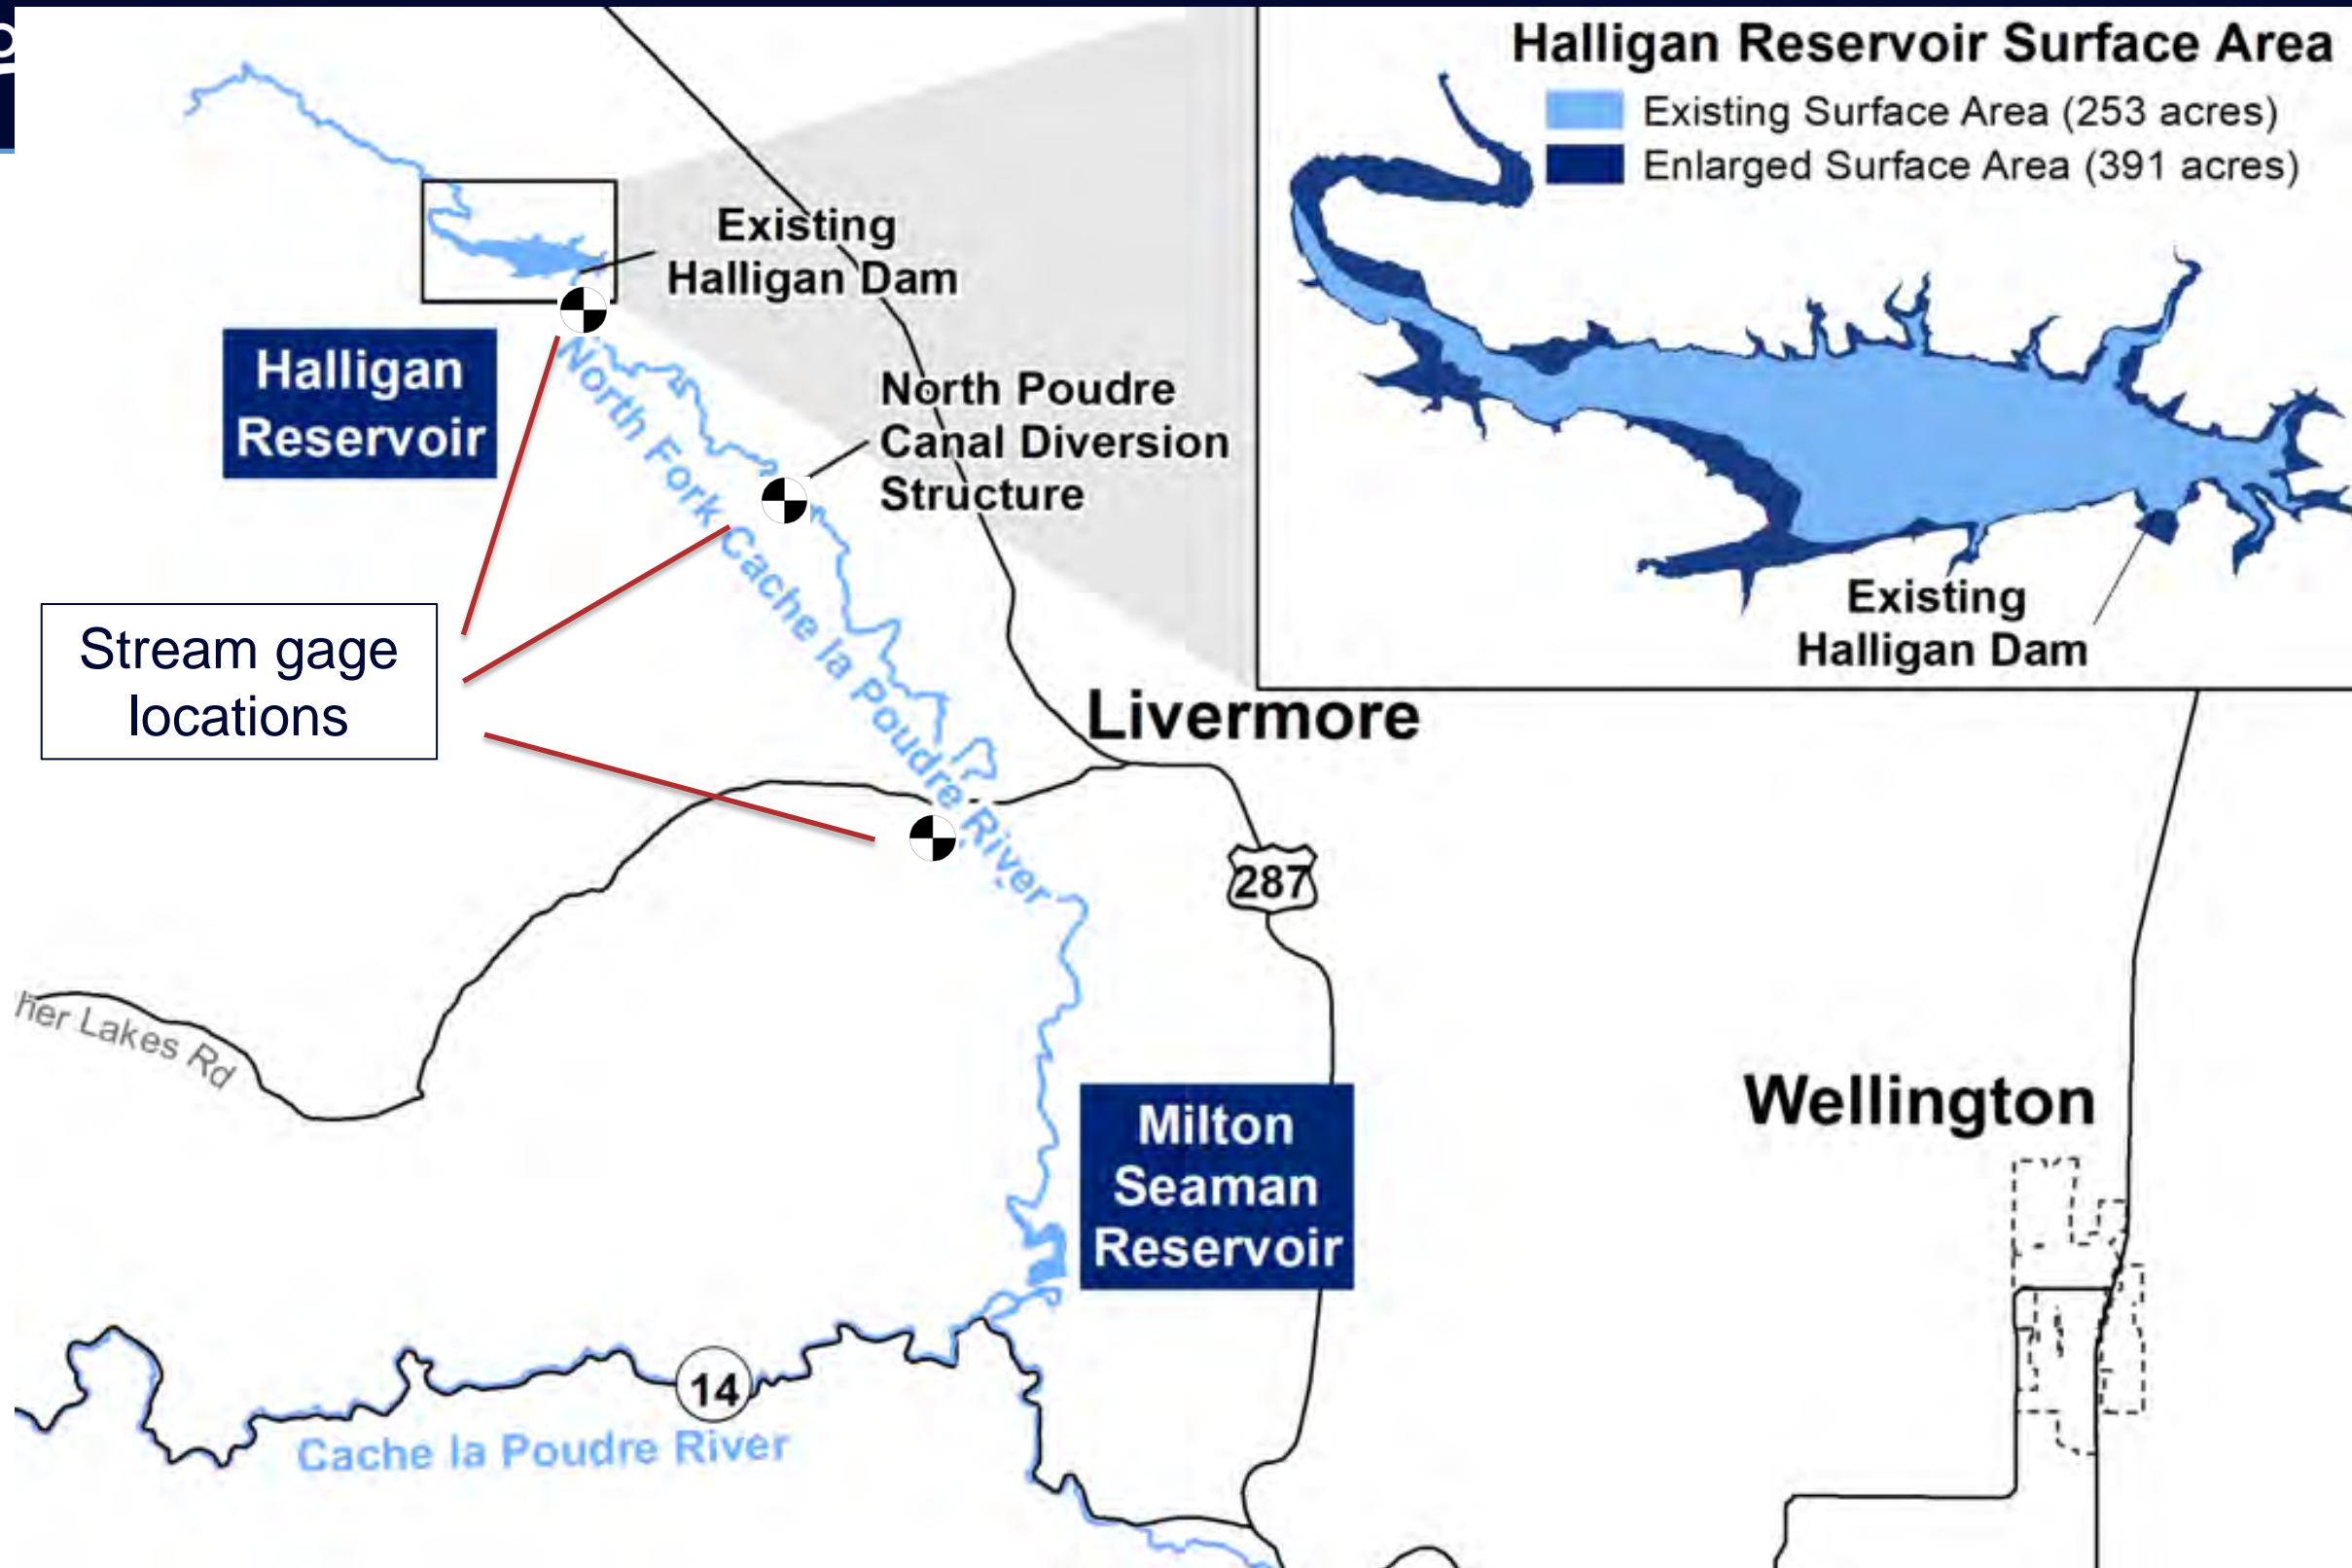 Halligan Reservoir Surface Area
Existing Surface Area (253 acres)
Enlarged Surface Area (391 acres)
Existing
Halligan Dam
Existing
Halligan Dam
Halligan
Reservoir
North Poudre
Canal Diversion
Structure
North Fork Cache la Poudre River
Stream gage
locations
Livermore
287
her Lakes Rd
Wellington
Milton
Seaman
Reservoir
14
Cache la Poudre River